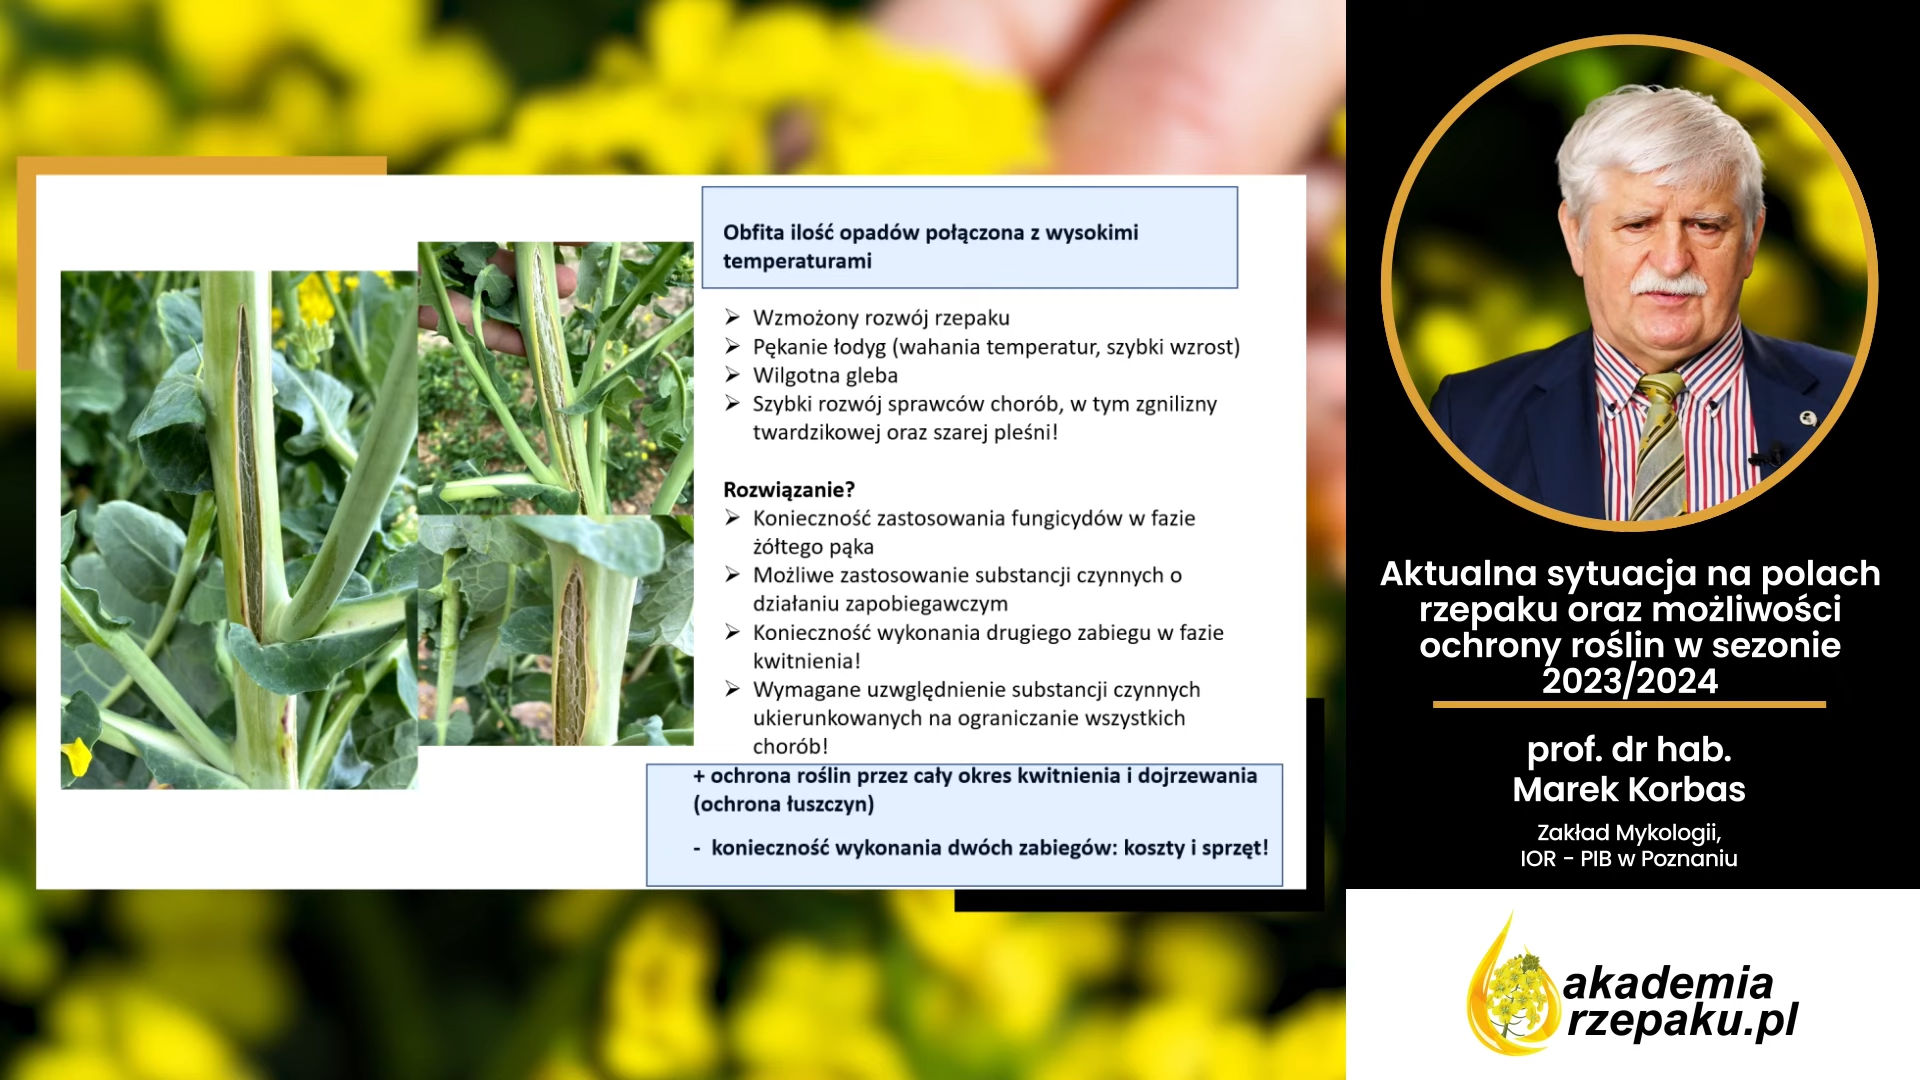 Obfita ilość opadów połączona z wysokimi
temperaturami
➢ Wzmożony rozwój rzepaku
➢ Pękanie łodyg (wahania temperatur, szybki wzrost)
➢ Wilgotna gleba
➢ Szybki rozwój sprawców chorób, w tym zgnilizny
twardzikowej oraz szarej pleśni!
Rozwiązanie?
➢ Konieczność zastosowania fungicydów w fazie
żółtego pąka
➢ Możliwe zastosowanie substancji czynnych o
działaniu zapobiegawczym
➢ Konieczność wykonania drugiego zabiegu w fazie
kwitnienia!
➢ Wymagane uzwględnienie substancji czynnych
ukierunkowanych na ograniczanie wszystkich
chorób!
+ ochrona roślin przez cały okres kwitnienia i dojrzewania
(ochrona łuszczyn)
- konieczność wykonania dwóch zabiegów: koszty i sprzęt!
Aktualna sytuacja na polach
rzepaku oraz możliwości
ochrony roślin w sezonie
2023/2024
prof. dr hab.
Marek Korbas
Zakład Mykologii,
IOR - PIB w Poznaniu
akademia
rzepaku.pl